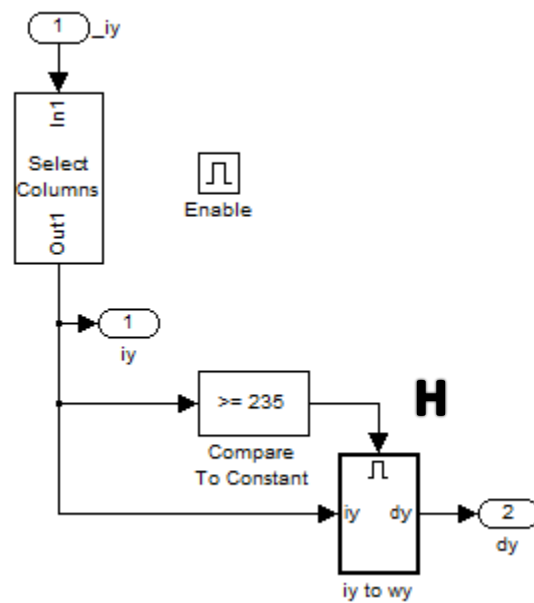 1
_iy
In1
Select
Columns
Out1
Enable
1
iy
>= 235
Compare
To Constant
H
iy
dy
iy to wy
2
dy